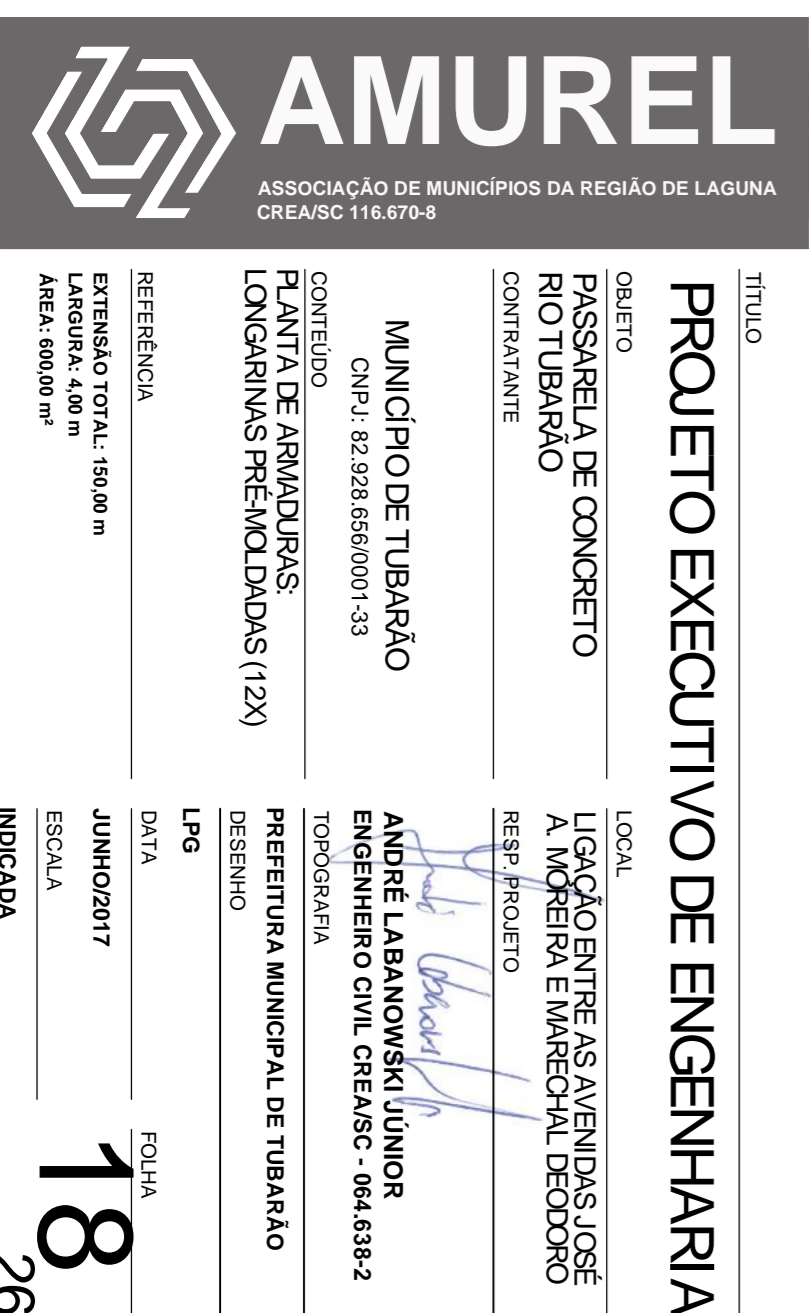 AMUREL
ASSOCIAÇÃO DE MUNICÍPIOS DA REGIÃO DE LAGUNA
CREA/SC 116.670-8
TÍTULO
PROJETO EXECUTIVO DE ENGENHARIA
OBJETO
PASSARELA DE CONCRETO
RIO TUBARÃO
LOCAL
LIGAÇÃO ENTRE AS AVENIDAS JOSÉ
A. MOREIRA E MARECHAL DEODORO
CONTRATANTE
MUNICÍPIO DE TUBARÃO
CNPJ: 82.928.656/0001-33
RESP. PROJETO
ANDRÉ LABANOWSKI JÚNIOR
ENGENHEIRO CIVIL CREA/SC - 064.638-2
CONTEÚDO
PLANTA DE ARMADURAS:
LONGARINAS PRÉ-MOLDADAS (12X)
TOPOGRAFIA
PREFEITURA MUNICIPAL DE TUBARÃO
DESENHO
LPG
REFERÊNCIA
EXTENSÃO TOTAL: 150,00 m
LARGURA: 4,00 m
ÁREA: 600,00 m²
DATA
JUNHO/2017
ESCALA
INDICADA
FOLHA
18
26